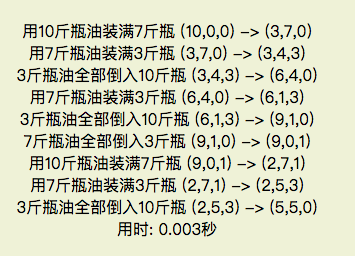 用10斤瓶油装满7斤瓶 (10,0,0) –> (3,7,0)
用7斤瓶油装满3斤瓶 (3,7,0) –> (3,4,3)
3斤瓶油全部倒入10斤瓶 (3,4,3) –> (6,4,0)
用7斤瓶油装满3斤瓶 (6,4,0) –> (6,1,3)
3斤瓶油全部倒入10斤瓶 (6,1,3) –> (9,1,0)
7斤瓶油全部倒入3斤瓶 (9,1,0) –> (9,0,1)
用10斤瓶油装满7斤瓶 (9,0,1) –> (2,7,1)
用7斤瓶油装满3斤瓶 (2,7,1) –> (2,5,3)
3斤瓶油全部倒入10斤瓶 (2,5,3) –> (5,5,0)
用时: 0.003秒